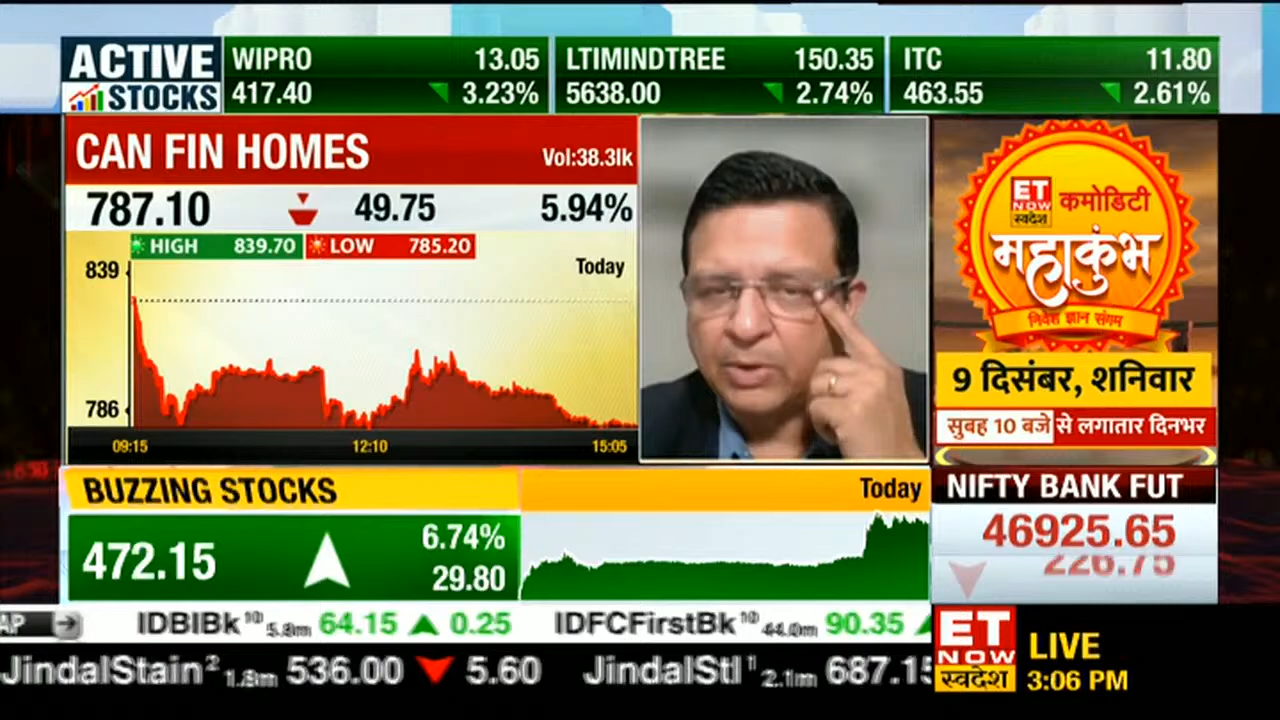 ACTIVE STOCKS
WIPRO 13.05
417.40 3.23%
LTIMINDTREE 150.35
5638.00 2.74%
ITC 11.80
463.55 2.61%
CAN FIN HOMES Vol:38.3lk
787.10 49.75 5.94%
HIGH 839.70 LOW 785.20
Today
839
786
09:15 12:10 15:05
ET NOW स्वदेश
कमोडिटी
महाकुंभ
निवेश ज्ञान संगम
9 दिसंबर, शनिवार
सुबह 10 बजे से लगातार दिनभर
BUZZING STOCKS Today
472.15 6.74%
29.80
NIFTY BANK FUT
46925.65
226.75
AP IDBIBk 10 5.8m 64.15 0.25 IDFCFirstBk 10 44.0m 90.35
JindalStain 2 1.8m 536.00 5.60 JindalStl 1 2.1m 687.15
ET NOW स्वदेश
LIVE
3:06 PM